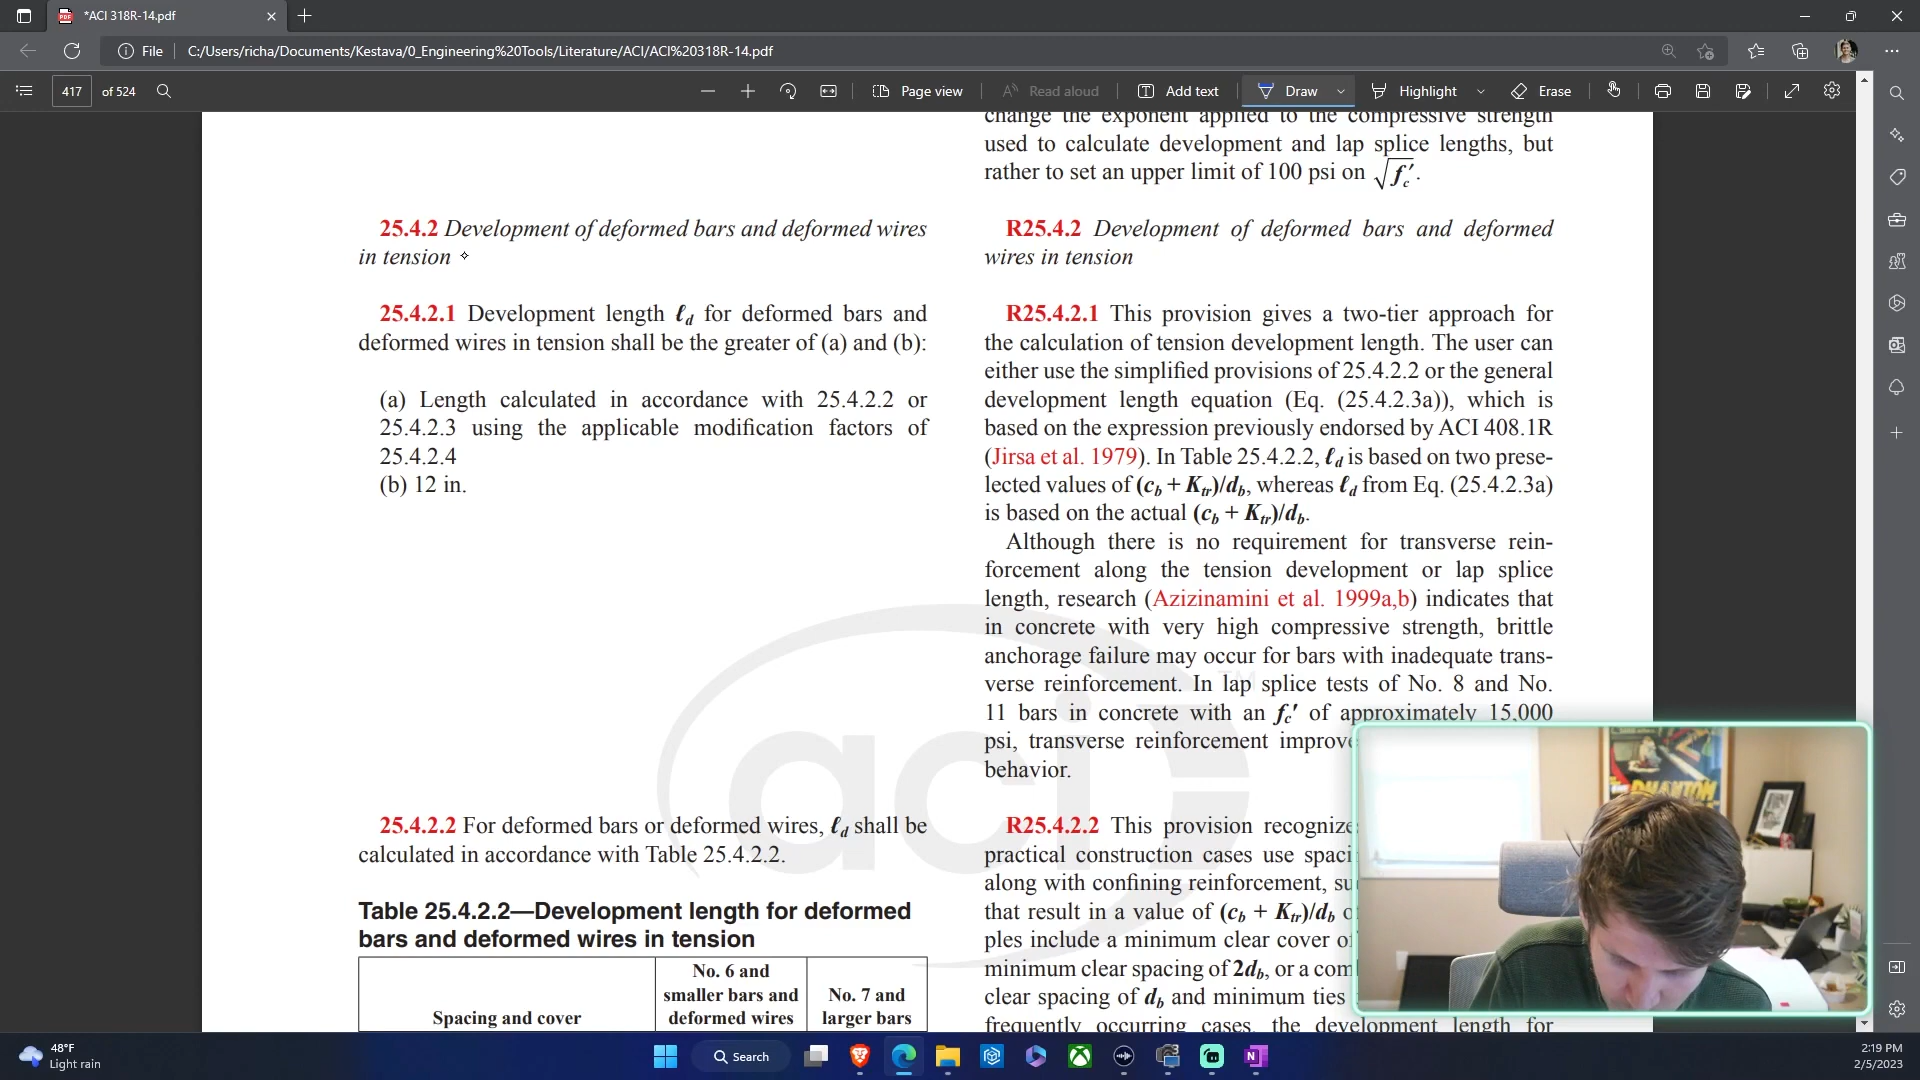 *ACI 318R-14.pdf
File
C:/Users/richa/Documents/Kestava/0_Engineering%20Tools/Literature/ACI/ACI%20318R-14.pdf
417 of 524
Page view
Read aloud
Add text
Draw
Highlight
Erase
change the exponent applied to the compressive strength
used to calculate development and lap splice lengths, but
rather to set an upper limit of 100 psi on √fc′.
25.4.2 Development of deformed bars and deformed wires
in tension
25.4.2.1 Development length ℓd for deformed bars and
deformed wires in tension shall be the greater of (a) and (b):
(a) Length calculated in accordance with 25.4.2.2 or
25.4.2.3 using the applicable modification factors of
25.4.2.4
(b) 12 in.
25.4.2.2 For deformed bars or deformed wires, ℓd shall be
calculated in accordance with Table 25.4.2.2.
Table 25.4.2.2—Development length for deformed
bars and deformed wires in tension
Spacing and cover
No. 6 and
smaller bars and
deformed wires
No. 7 and
larger bars
R25.4.2 Development of deformed bars and deformed
wires in tension
R25.4.2.1 This provision gives a two-tier approach for
the calculation of tension development length. The user can
either use the simplified provisions of 25.4.2.2 or the general
development length equation (Eq. (25.4.2.3a)), which is
based on the expression previously endorsed by ACI 408.1R
(Jirsa et al. 1979). In Table 25.4.2.2, ℓd is based on two prese-
lected values of (cb + Ktr)/db, whereas ℓd from Eq. (25.4.2.3a)
is based on the actual (cb + Ktr)/db.
Although there is no requirement for transverse rein-
forcement along the tension development or lap splice
length, research (Azizinamini et al. 1999a,b) indicates that
in concrete with very high compressive strength, brittle
anchorage failure may occur for bars with inadequate trans-
verse reinforcement. In lap splice tests of No. 8 and No.
11 bars in concrete with an fc′ of approximately 15,000
psi, transverse reinforcement improve
behavior.
R25.4.2.2 This provision recognize
practical construction cases use spaci
along with confining reinforcement, su
that result in a value of (cb + Ktr)/db o
ples include a minimum clear cover of
minimum clear spacing of 2db, or a com
clear spacing of db and minimum ties
frequently occurring cases, the development length for
aci
TM
PHANTOM
48°F
Light rain
Search
2:19 PM
2/5/2023